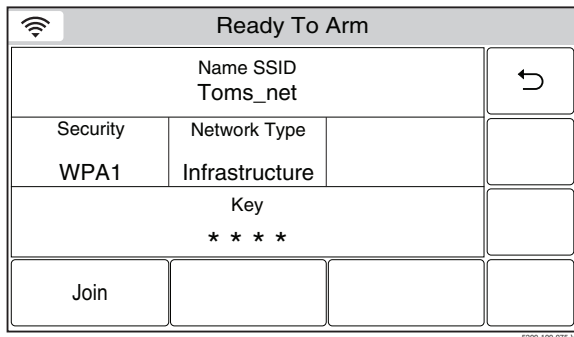 Ready To Arm
Name SSID
Toms_net
Security
Network Type
WPA1
Infrastructure
Key
* * * *
Join